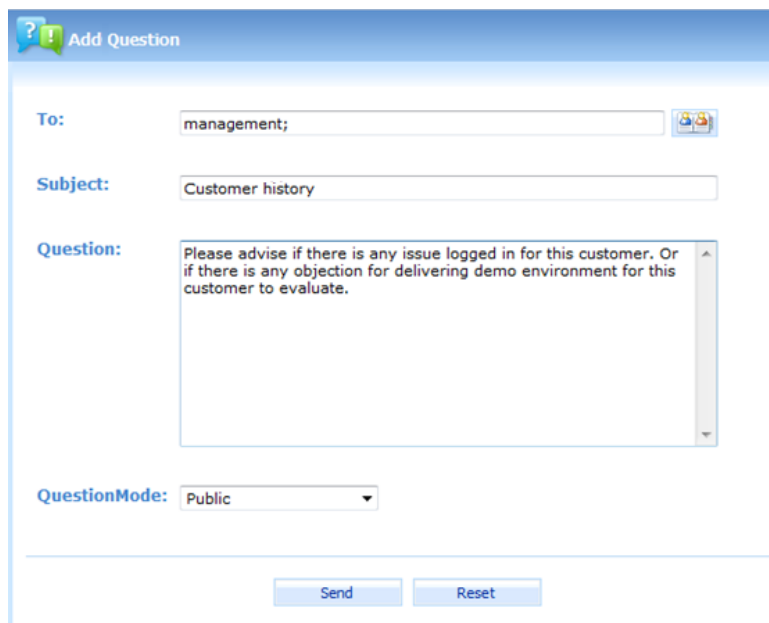 Add Question
To:
management;
Subject:
Customer history
Question:
Please advise if there is any issue logged in for this customer. Or
if there is any objection for delivering demo environment for this
customer to evaluate.
QuestionMode:
Public
Send
Reset